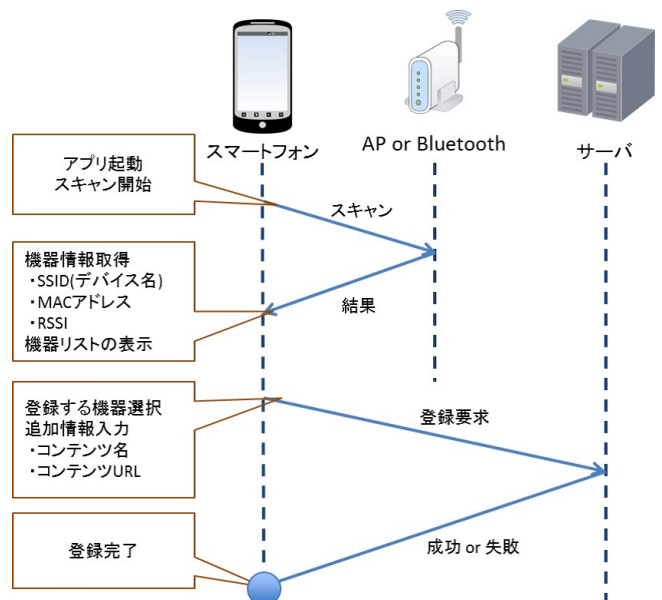 スマートフォン
AP or Bluetooth
サーバ
アプリ起動
スキャン開始
スキャン
機器情報取得
・SSID(デバイス名)
・MACアドレス
・RSSI
機器リストの表示
結果
登録する機器選択
追加情報入力
・コンテンツ名
・コンテンツURL
登録要求
登録完了
成功 or 失敗